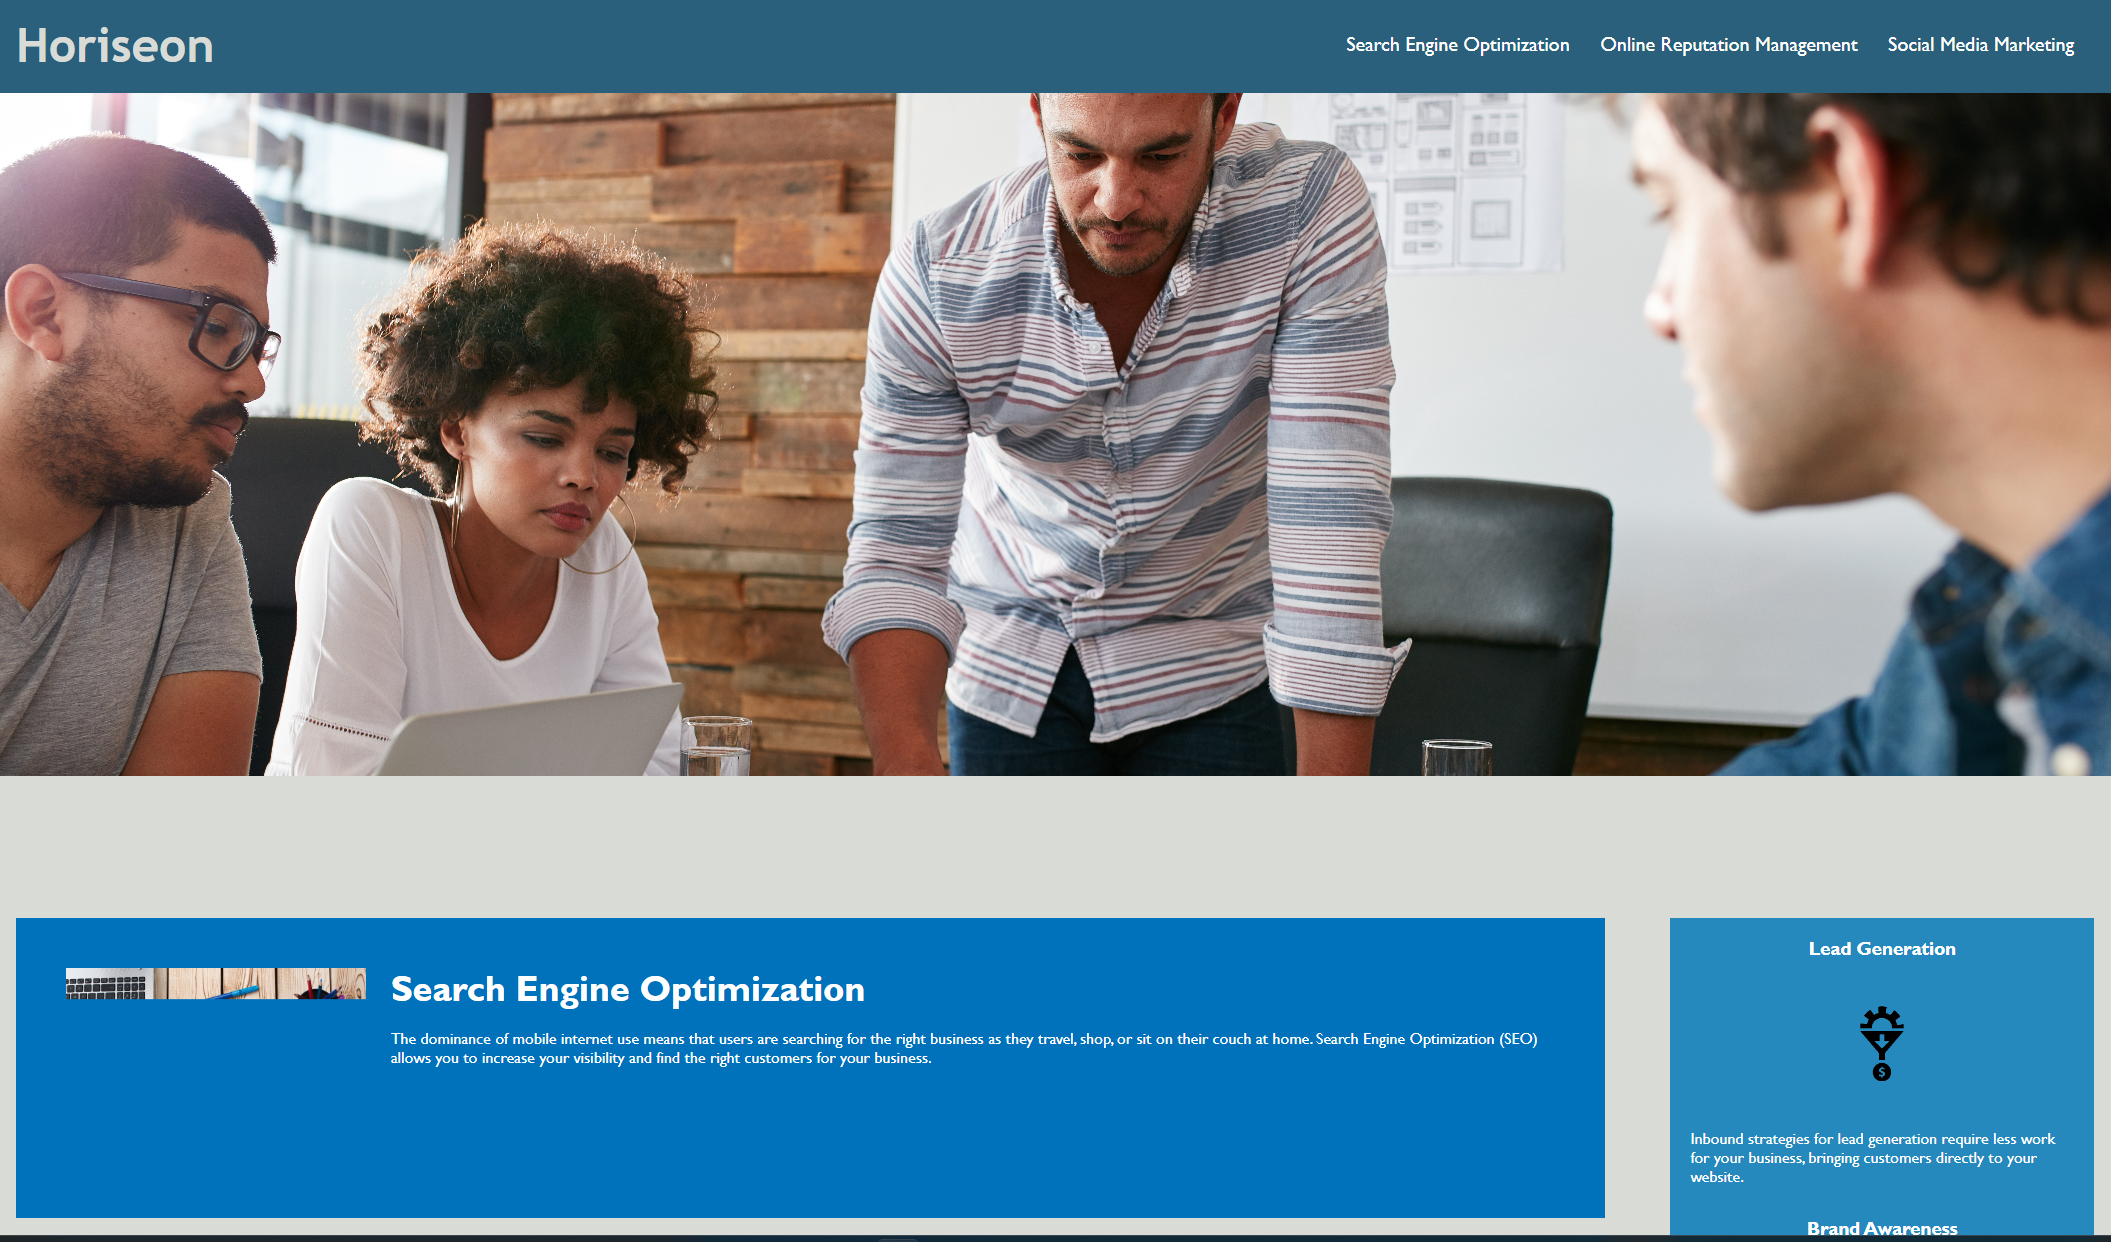 Horiseon
Search Engine Optimization
Online Reputation Management
Social Media Marketing
Search Engine Optimization
The dominance of mobile internet use means that users are searching for the right business as they travel, shop, or sit on their couch at home. Search Engine Optimization (SEO)
allows you to increase your visibility and find the right customers for your business.
Lead Generation
$
Inbound strategies for lead generation require less work
for your business, bringing customers directly to your
website.
Brand Awareness